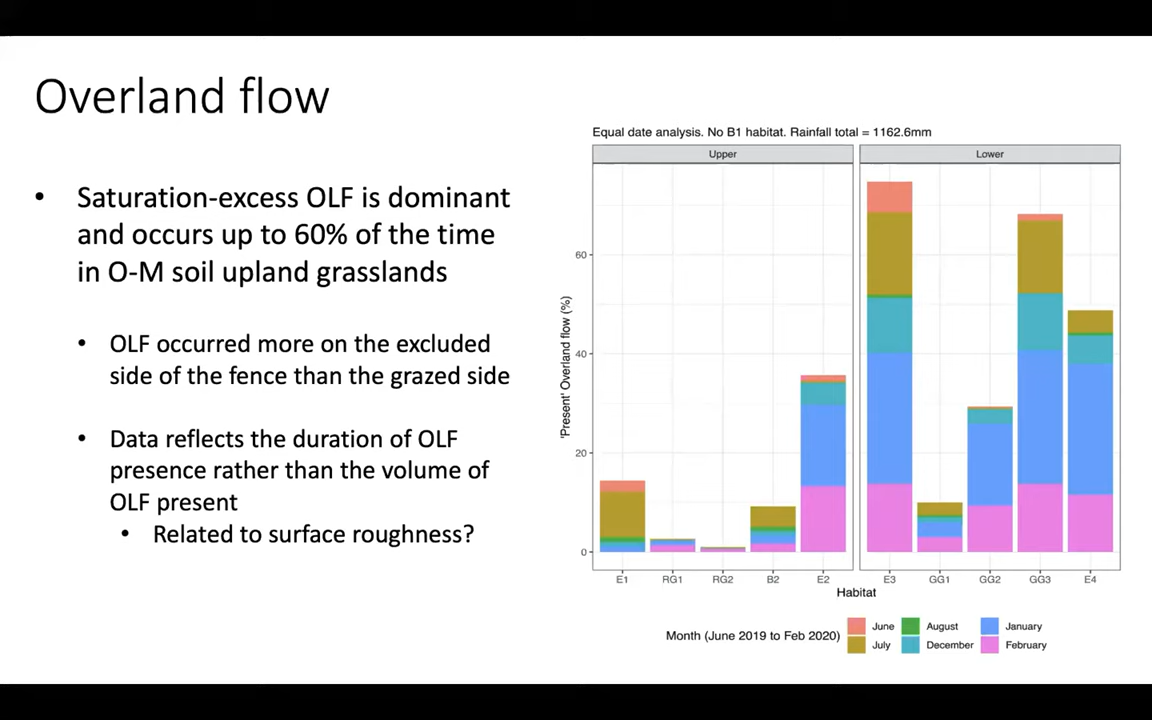 Overland flow
• Saturation-excess OLF is dominant
and occurs up to 60% of the time
in O-M soil upland grasslands
• OLF occurred more on the excluded
side of the fence than the grazed side
• Data reflects the duration of OLF
presence rather than the volume of
OLF present
• Related to surface roughness?
Equal date analysis. No B1 habitat. Rainfall total = 1162.6mm
Upper Lower
'Present' Overland flow (%)
60
40
20
0
E1 RG1 RG2 B2 E2 E3 GG1 GG2 GG3 E4
Habitat
Month (June 2019 to Feb 2020)
June August January
July December February